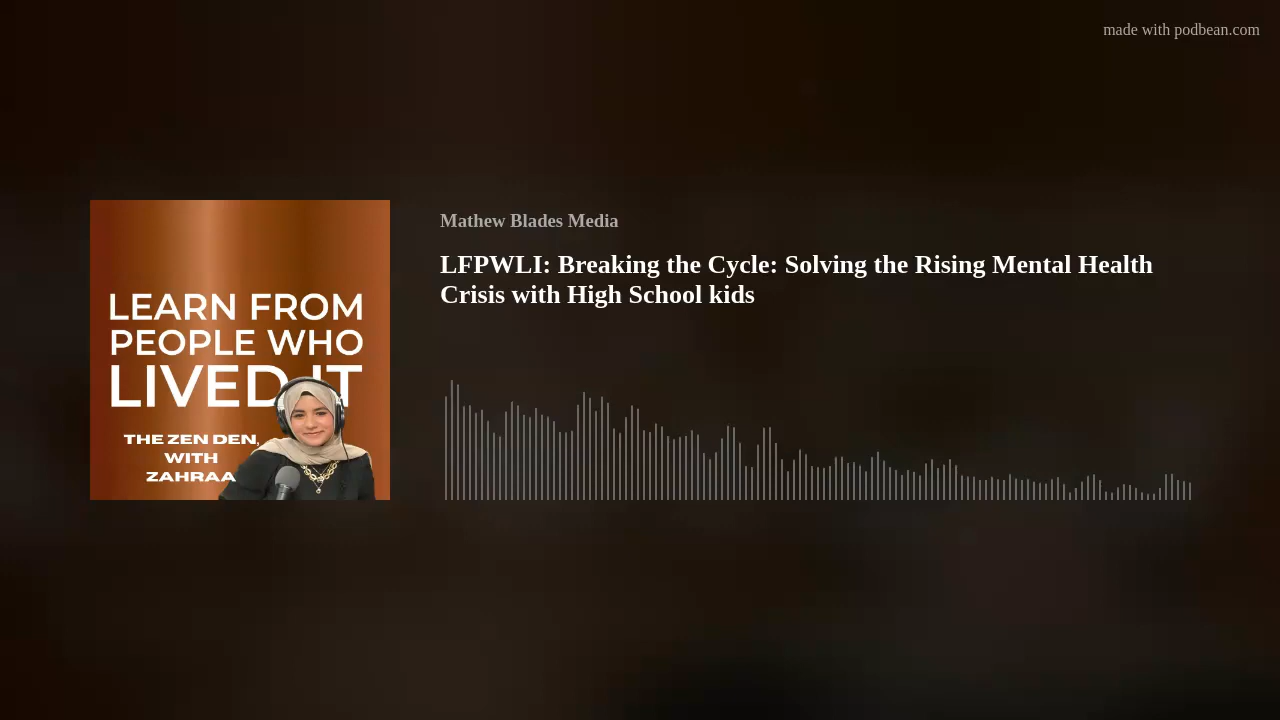 made with podbean.com
LEARN FROM
PEOPLE WHO
LIVED IT
THE ZEN DEN,
WITH
ZAHRAA
Mathew Blades Media
LFPWLI: Breaking the Cycle: Solving the Rising Mental Health
Crisis with High School kids